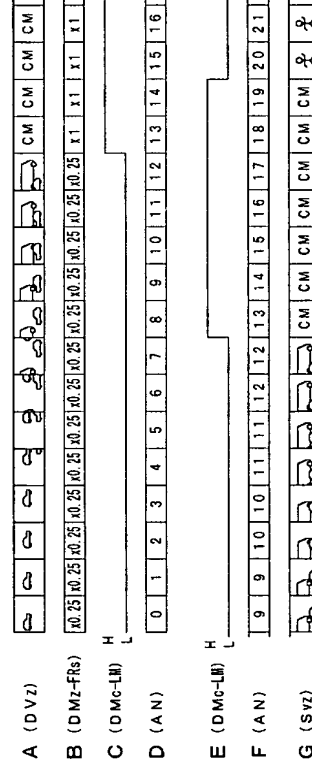 A (DVz) CM CM CM CM
B (DMz-FRs) x0.25 x0.25 x0.25 x0.25 x0.25 x0.25 x0.25 x0.25 x0.25 x0.25 x0.25 x0.25 x0.25 x1 x1 x1 x1
C (DMc-LM) H L
D (AN) 0 1 2 3 4 5 6 7 8 9 10 11 12 13 14 15 16
E (DMc-LM) H L
F (AN) 9 9 10 10 11 11 12 12 13 14 15 16 17 18 19 20 21
G (SVz) CM CM CM CM CM CM CM